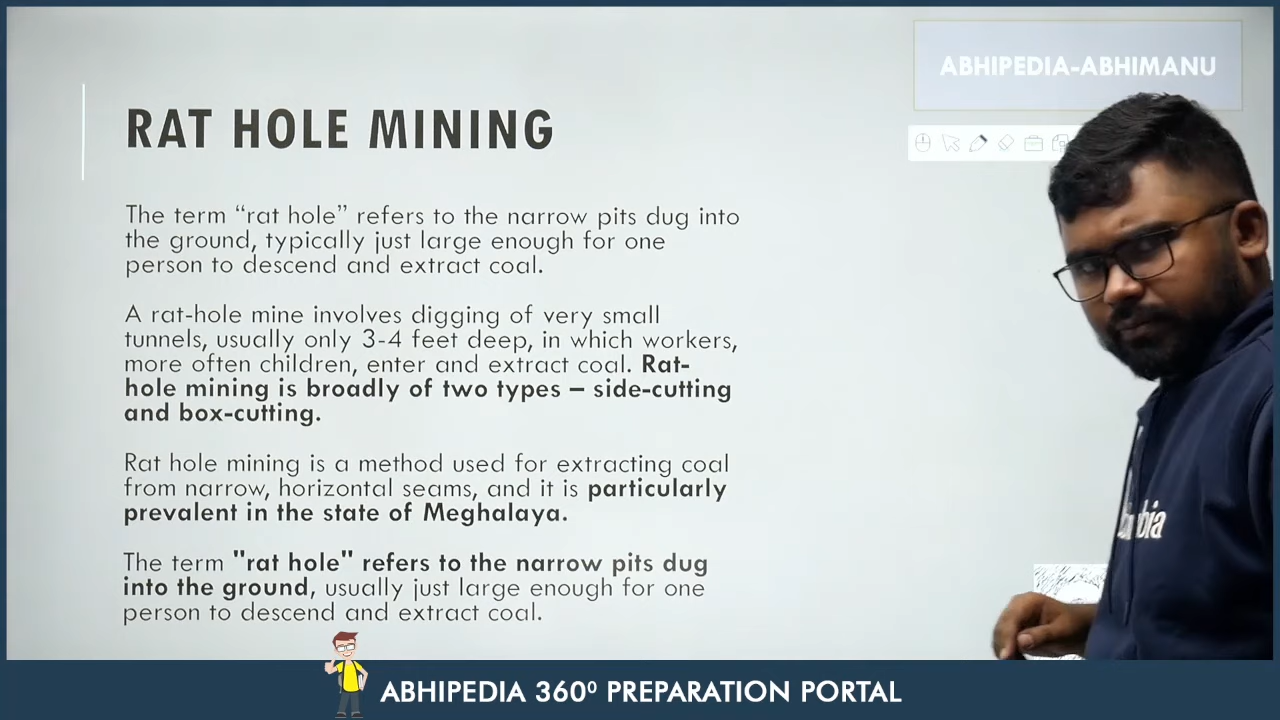 ABHIPEDIA-ABHIMANU
RAT HOLE MINING
The term “rat hole” refers to the narrow pits dug into
the ground, typically just large enough for one
person to descend and extract coal.
A rat-hole mine involves digging of very small
tunnels, usually only 3-4 feet deep, in which workers,
more often children, enter and extract coal. Rat-
hole mining is broadly of two types – side-cutting
and box-cutting.
Rat hole mining is a method used for extracting coal
from narrow, horizontal seams, and it is particularly
prevalent in the state of Meghalaya.
The term "rat hole" refers to the narrow pits dug
into the ground, usually just large enough for one
person to descend and extract coal.
ABHIPEDIA 360⁰ PREPARATION PORTAL